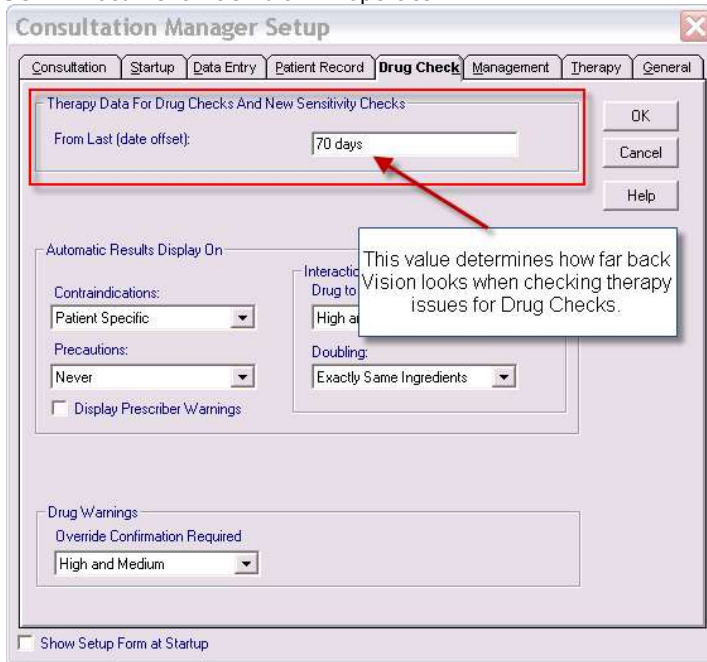 Consultation Manager Setup
Consultation Startup Data Entry Patient Record Drug Check Management Therapy General
Therapy Data For Drug Checks And New Sensitivity Checks
From Last (date offset): 70 days
OK
Cancel
Help
This value determines how far back
Vision looks when checking therapy
issues for Drug Checks.
Automatic Results Display On
Contraindications:
Patient Specific
Precautions:
Never
Display Prescriber Warnings
Drug to
High
Doubling:
Exactly Same Ingredients
Drug Warnings
Override Confirmation Required
High and Medium
Show Setup Form at Startup